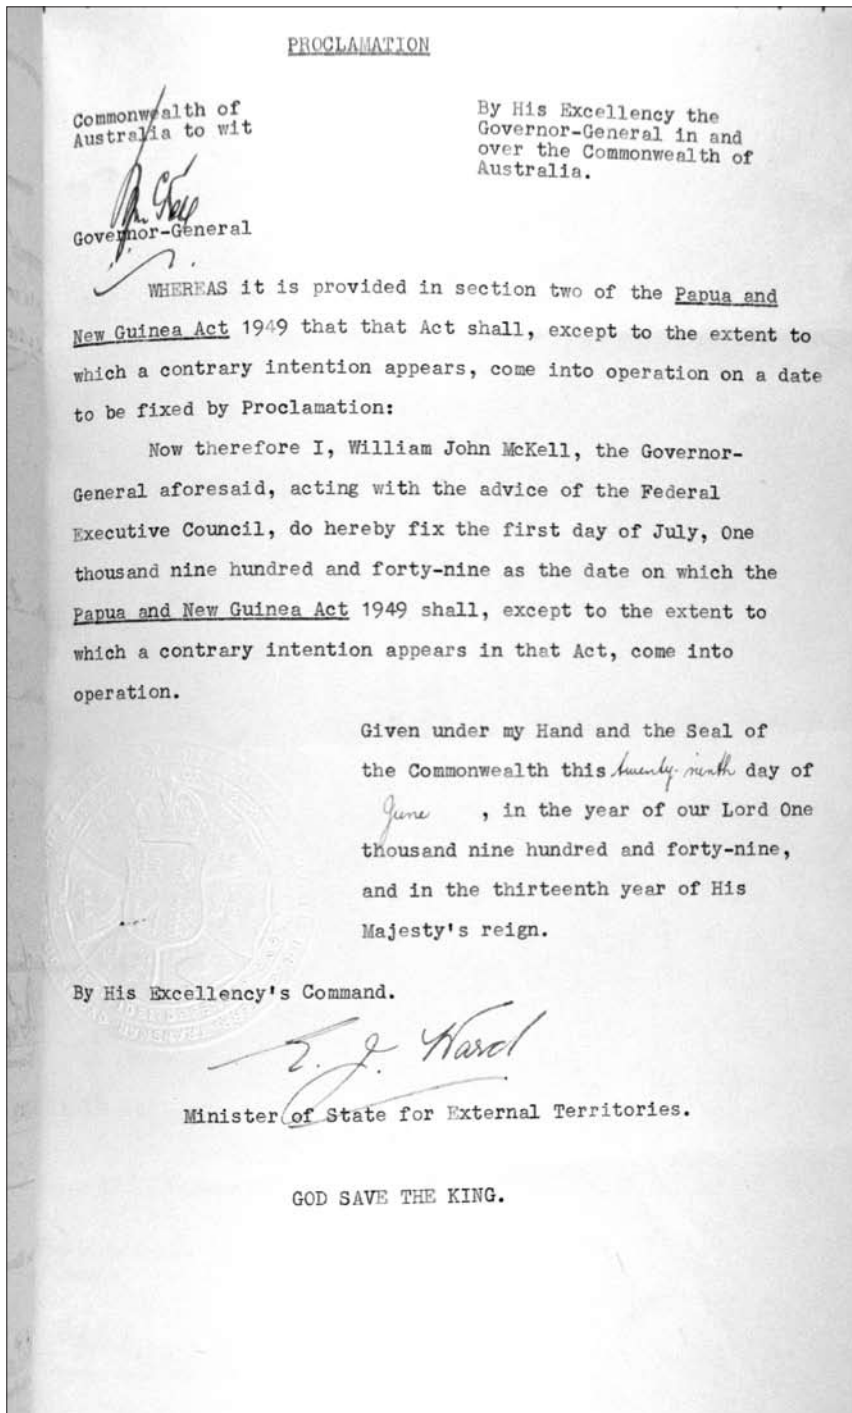 PROCLAMATION
Commonwealth of
Australia to wit
By His Excellency the
Governor-General in and
over the Commonwealth of
Australia.
Governor-General
WHEREAS it is provided in section two of the Papua and
New Guinea Act 1949 that that Act shall, except to the extent to
which a contrary intention appears, come into operation on a date
to be fixed by Proclamation:
Now therefore I, William John McKell, the Governor-
General aforesaid, acting with the advice of the Federal
Executive Council, do hereby fix the first day of July, One
thousand nine hundred and forty-nine as the date on which the
Papua and New Guinea Act 1949 shall, except to the extent to
which a contrary intention appears in that Act, come into
operation.
Given under my Hand and the Seal of
the Commonwealth this twenty-ninth day of
June , in the year of our Lord One
thousand nine hundred and forty-nine,
and in the thirteenth year of His
Majesty's reign.
By His Excellency's Command.
E. J. Ward
Minister of State for External Territories.
GOD SAVE THE KING.